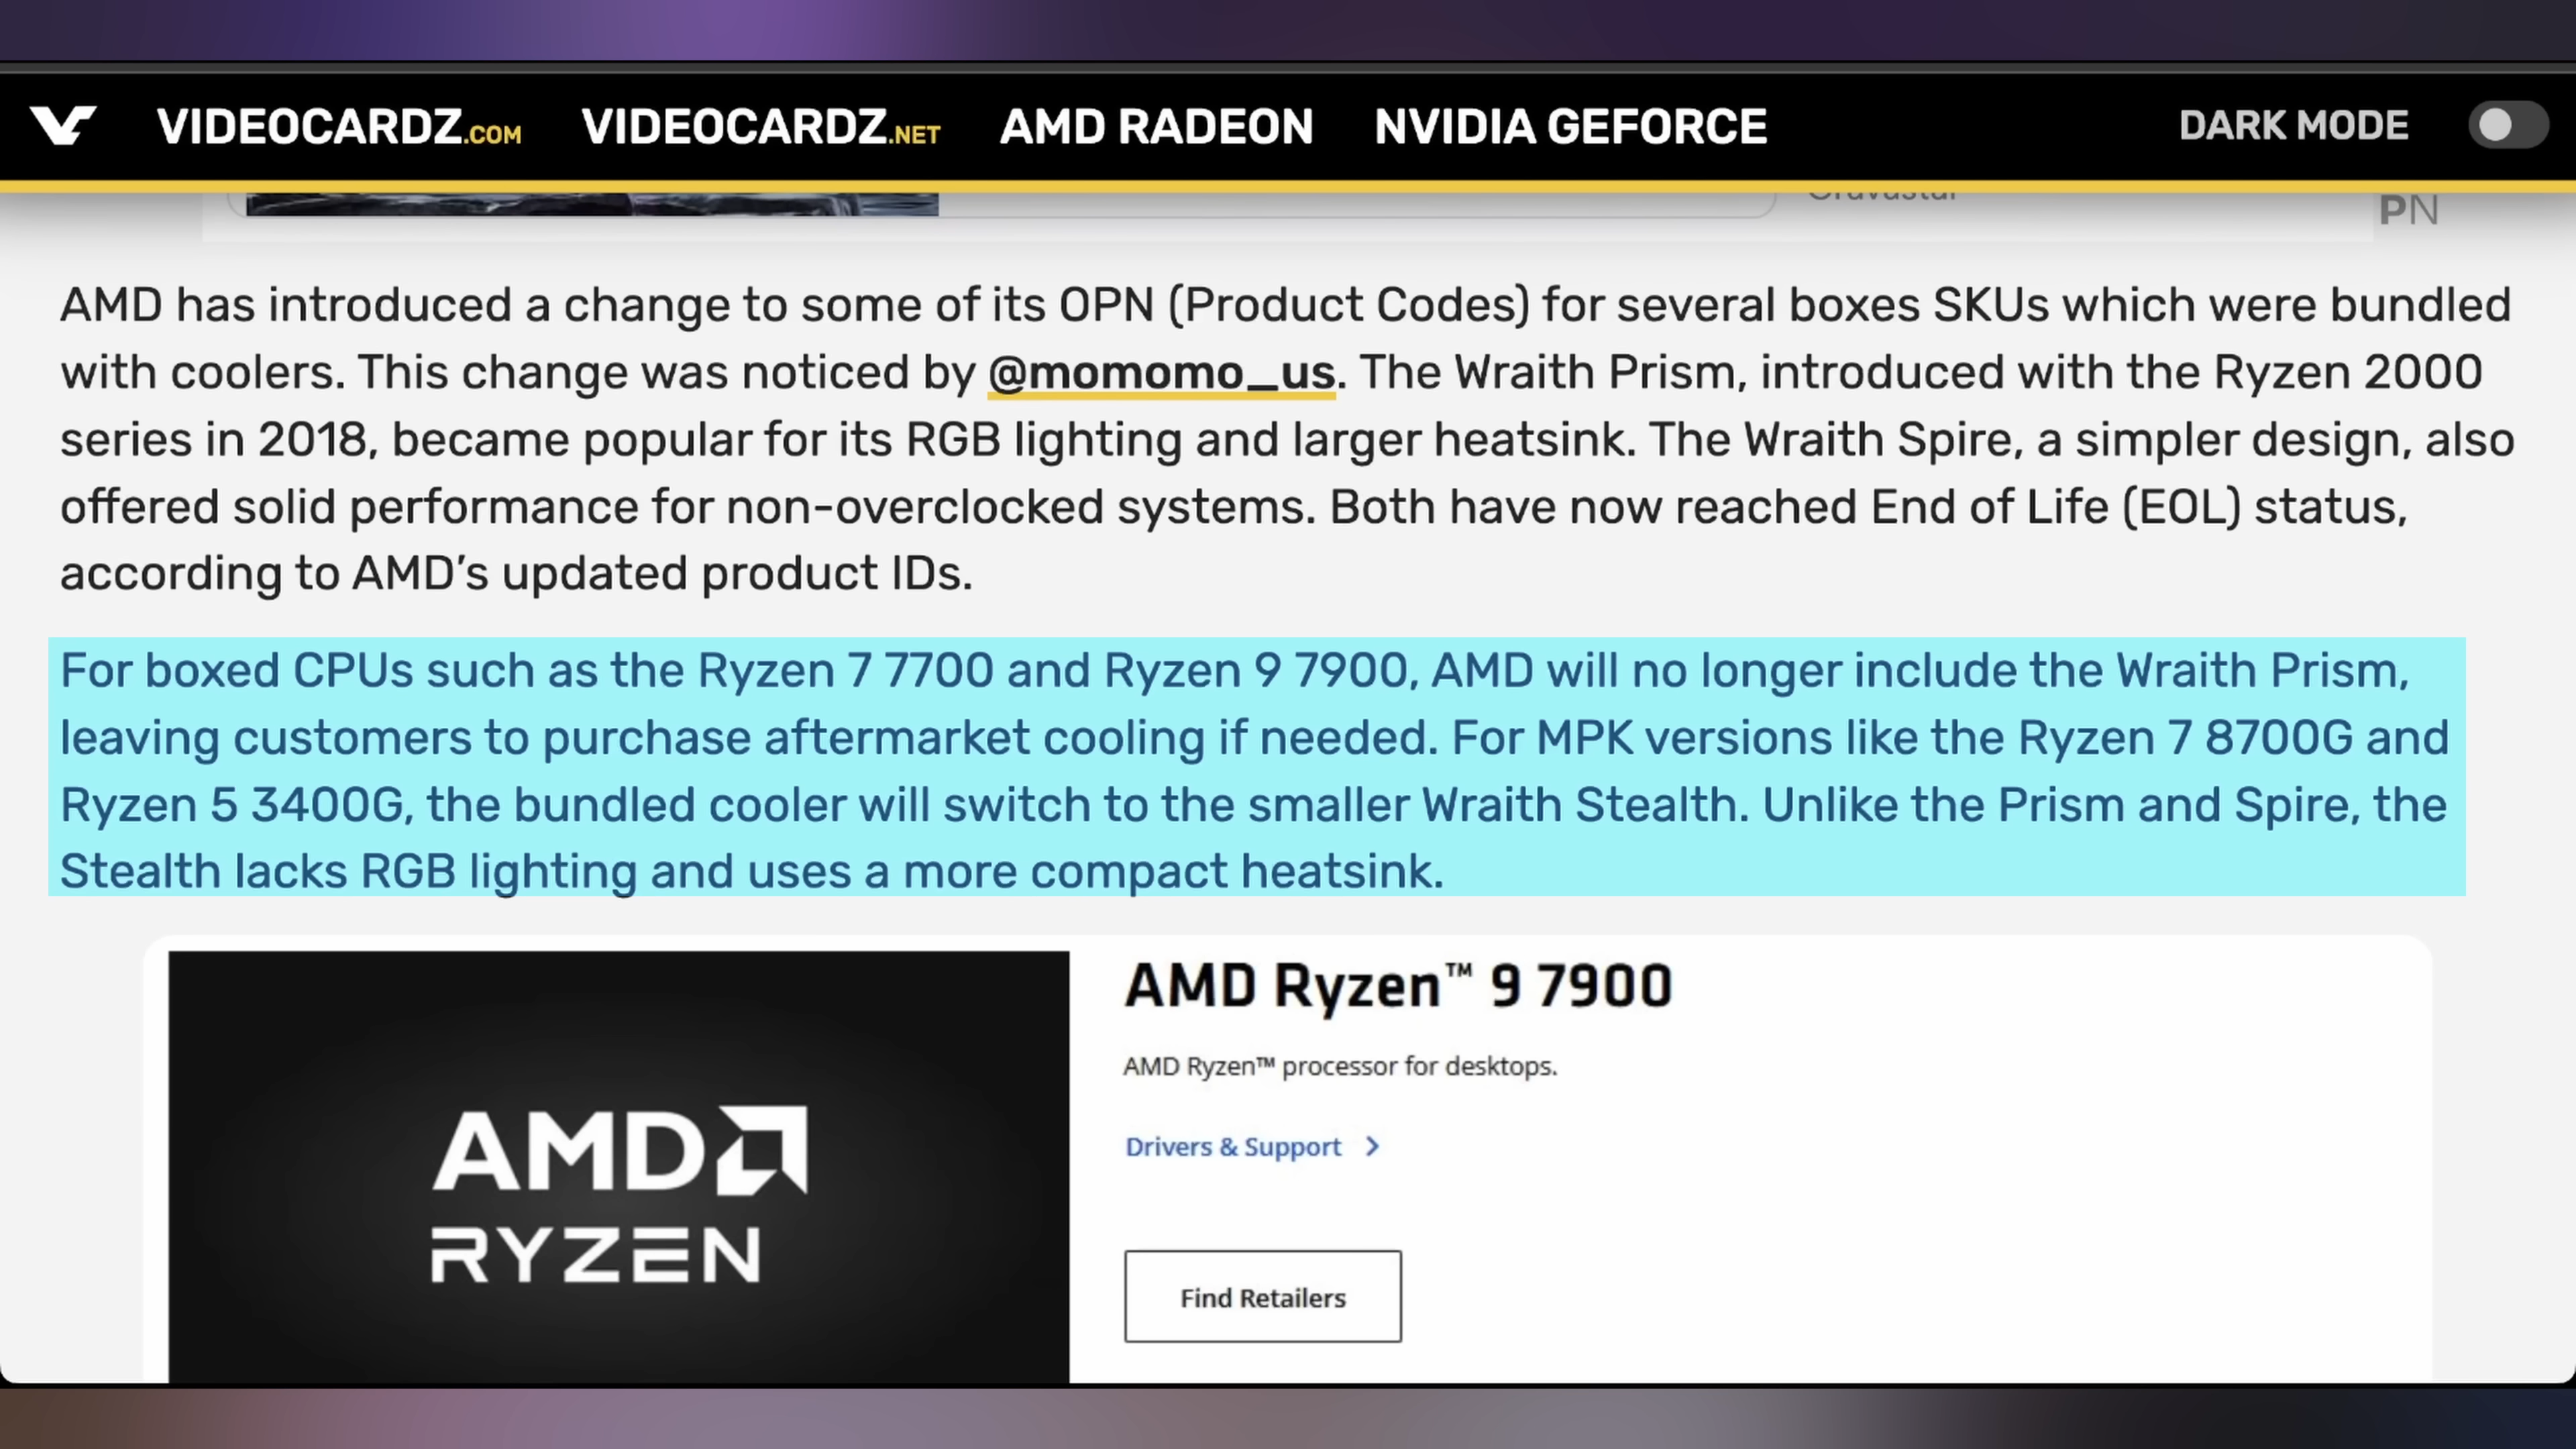 VIDEOCARDZ.COM VIDEOCARDZ.NET AMD RADEON NVIDIA GEFORCE DARK MODE
PN
AMD has introduced a change to some of its OPN (Product Codes) for several boxes SKUs which were bundled
with coolers. This change was noticed by @momomo_us. The Wraith Prism, introduced with the Ryzen 2000
series in 2018, became popular for its RGB lighting and larger heatsink. The Wraith Spire, a simpler design, also
offered solid performance for non-overclocked systems. Both have now reached End of Life (EOL) status,
according to AMD’s updated product IDs.
For boxed CPUs such as the Ryzen 7 7700 and Ryzen 9 7900, AMD will no longer include the Wraith Prism,
leaving customers to purchase aftermarket cooling if needed. For MPK versions like the Ryzen 7 8700G and
Ryzen 5 3400G, the bundled cooler will switch to the smaller Wraith Stealth. Unlike the Prism and Spire, the
Stealth lacks RGB lighting and uses a more compact heatsink.
AMD Ryzen™ 9 7900
AMD Ryzen™ processor for desktops.
Drivers & Support
Find Retailers
AMD
RYZEN